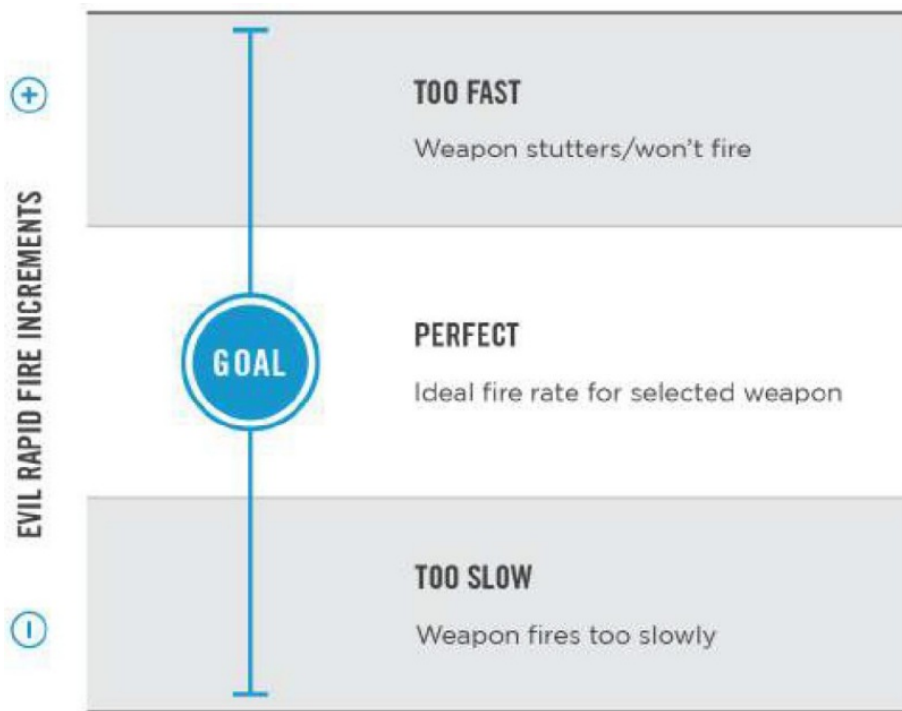 EVIL RAPID FIRE INCREMENTS
+
TOO FAST
Weapon stutters/won't fire
GOAL
PERFECT
Ideal fire rate for selected weapon
TOO SLOW
Weapon fires too slowly
−